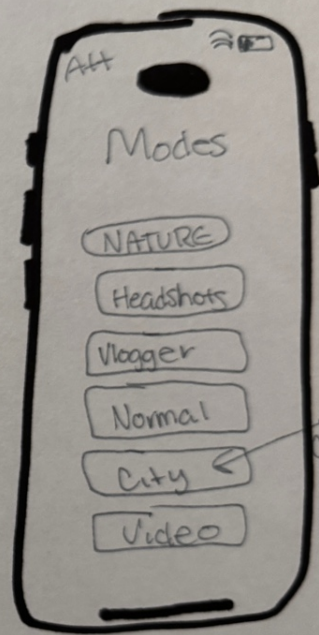 AH
Modes
NATURE
Headshots
Vlogger
Normal
City
Video